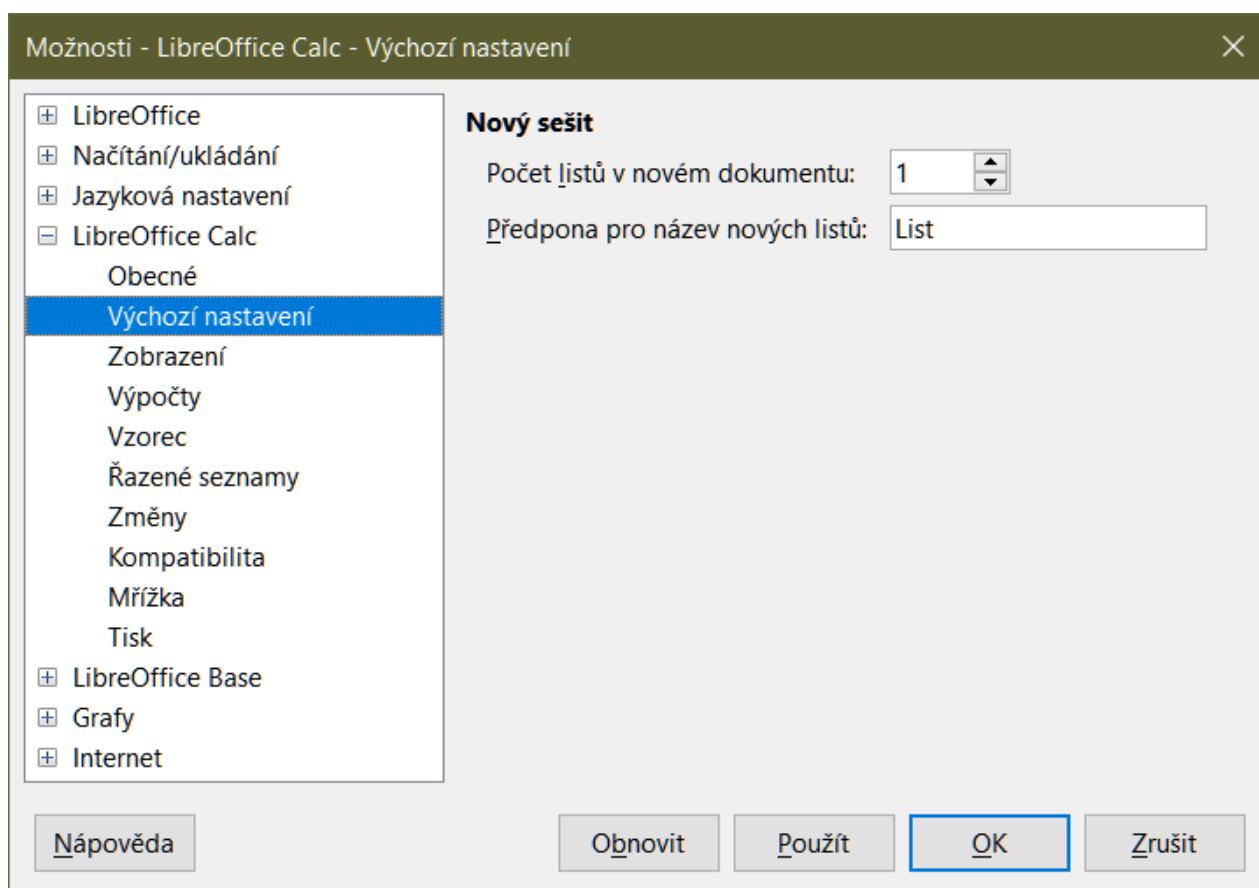 Možnosti - LibreOffice Calc - Výchozí nastavení
LibreOffice
Načítání/ukládání
Jazyková nastavení
LibreOffice Calc
Obecné
Výchozí nastavení
Zobrazení
Výpočty
Vzorec
Řazené seznamy
Změny
Kompatibilita
Mřížka
Tisk
LibreOffice Base
Grafy
Internet
Nový sešit
Počet listů v novém dokumentu: 1
Předpona pro název nových listů: List
Nápověda Obnovit Použít OK Zrušit